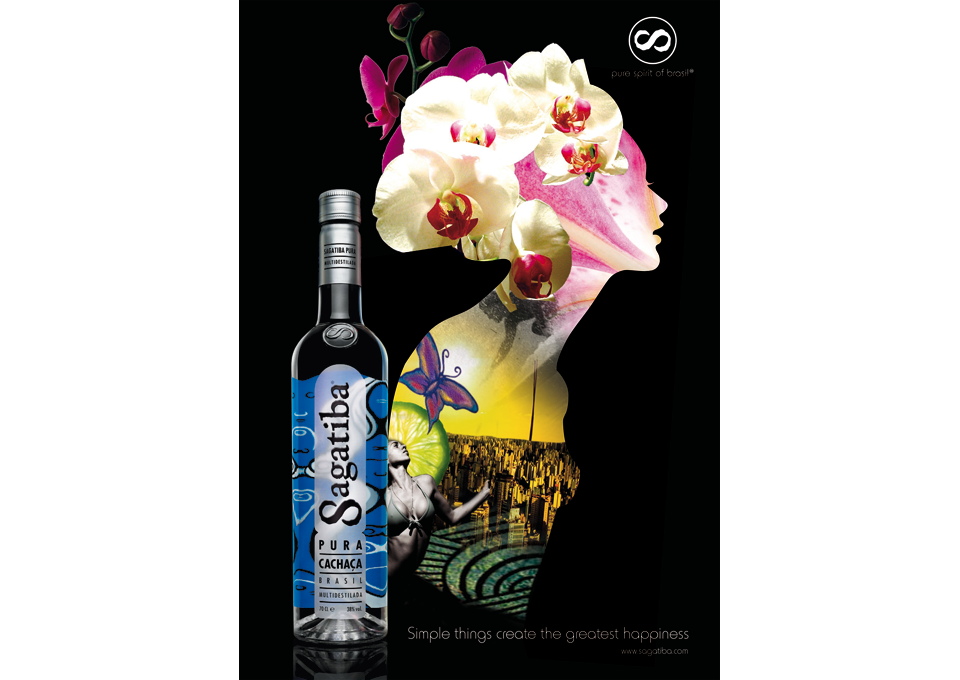 pure spirit of brasil®
SAGATIBA PURA
MULTIDESTILADA
Sagatiba®
PURA
CACHAÇA
BRASIL
MULTIDESTILADA
70 CL e 38% vol.
Simple things create the greatest happiness
www.sagatiba.com